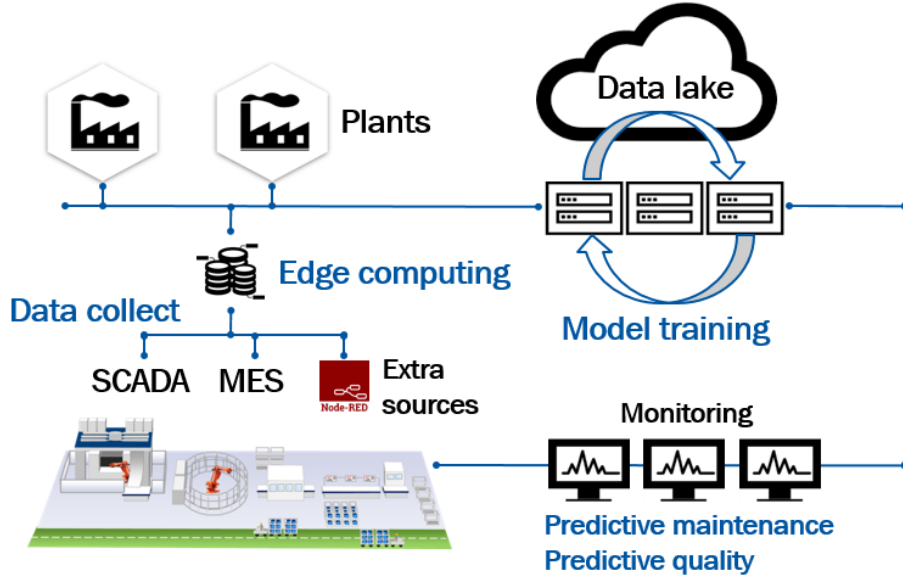 Data lake
Plants
Edge computing
Data collect
Model training
SCADA
MES
Node-RED
Extra
sources
Monitoring
Predictive maintenance
Predictive quality